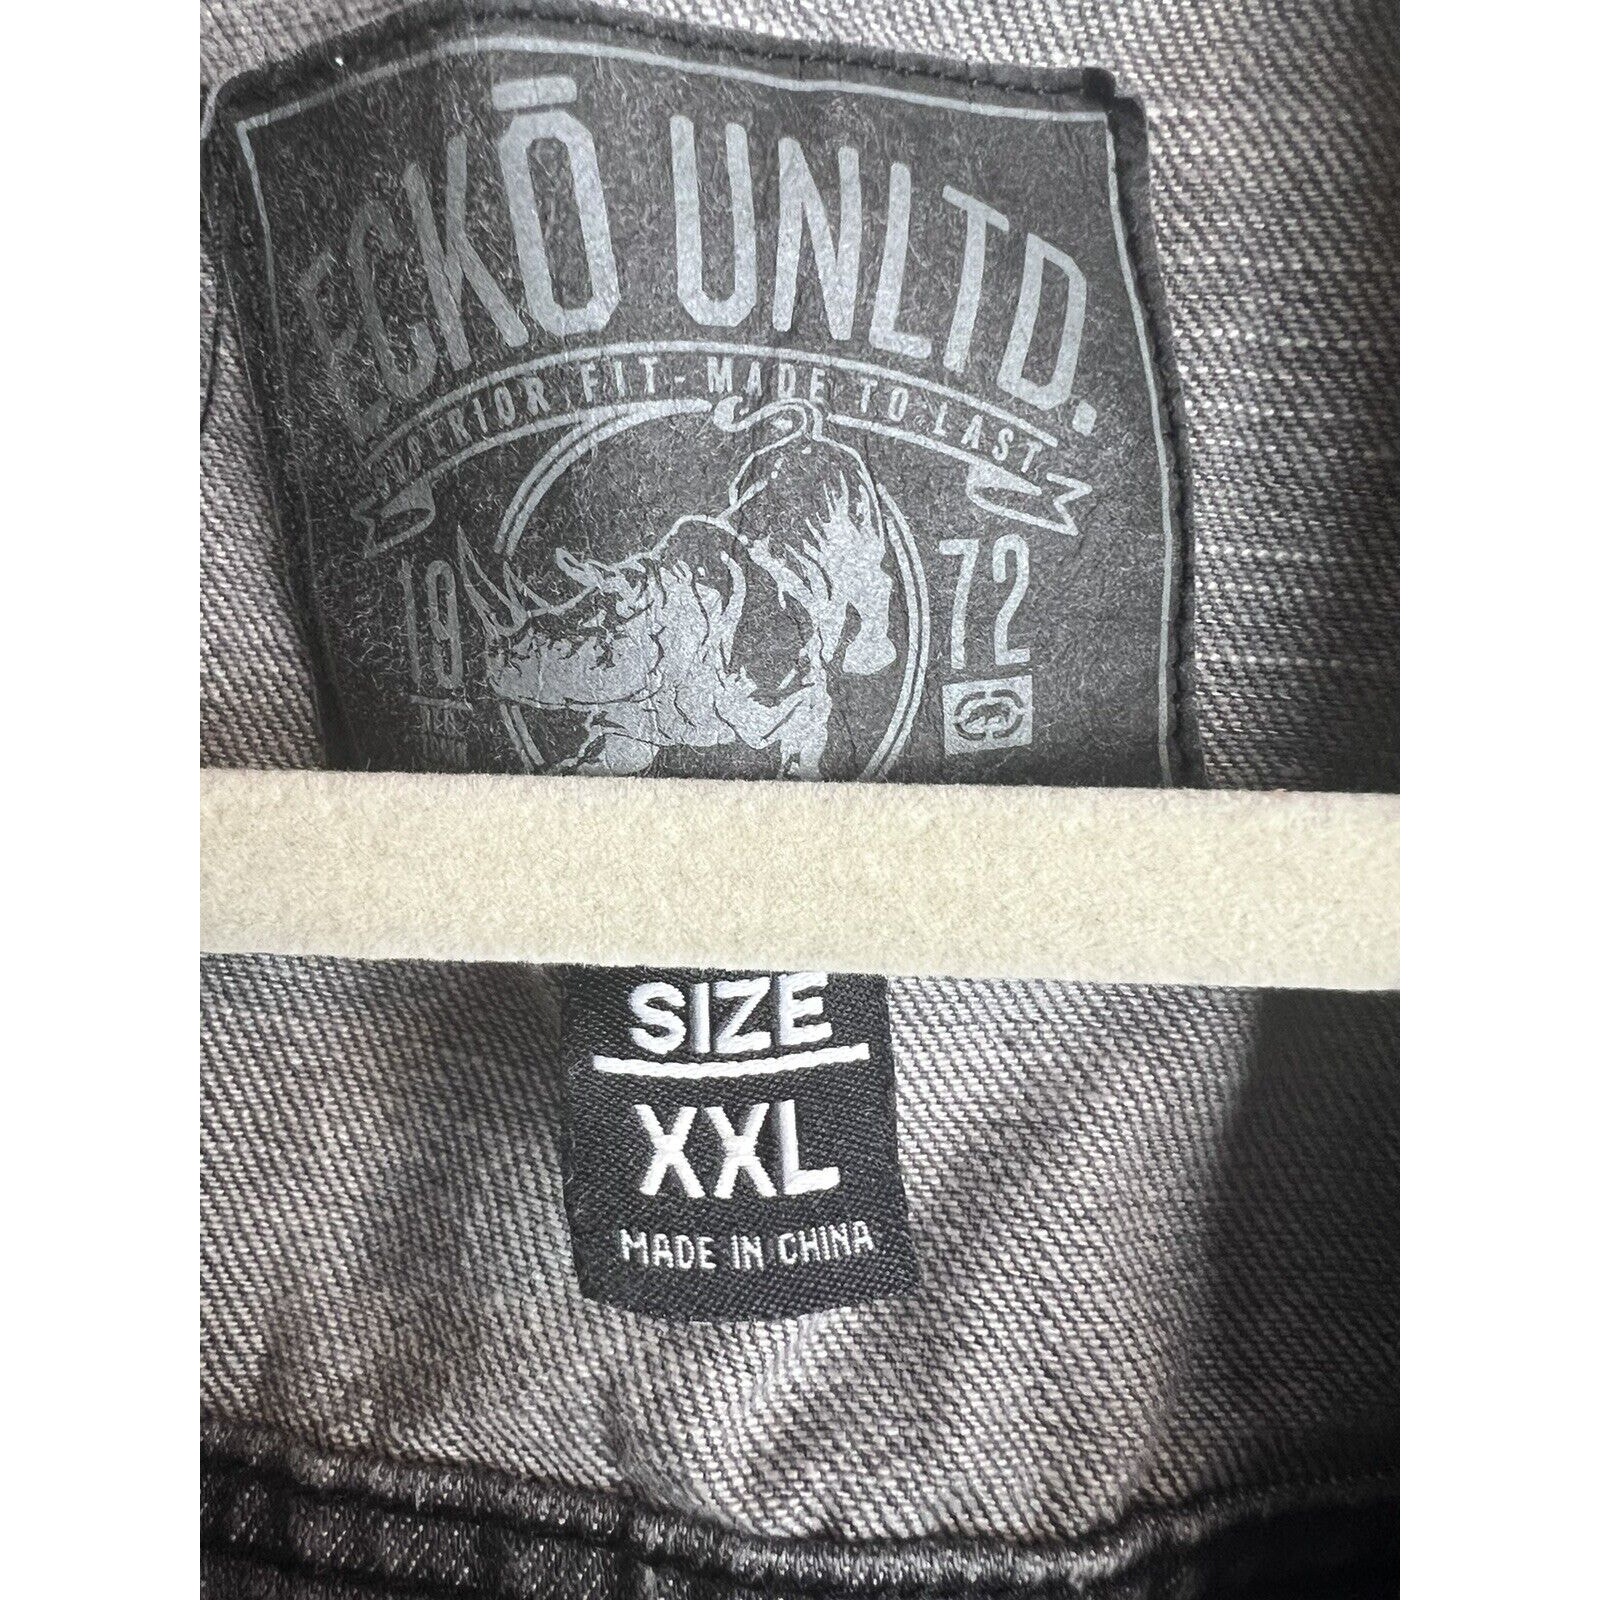 ECKŌ UNLTD.
SUPERIOR FIT - MADE TO LAST
19 72
SIZE
XXL
MADE IN CHINA